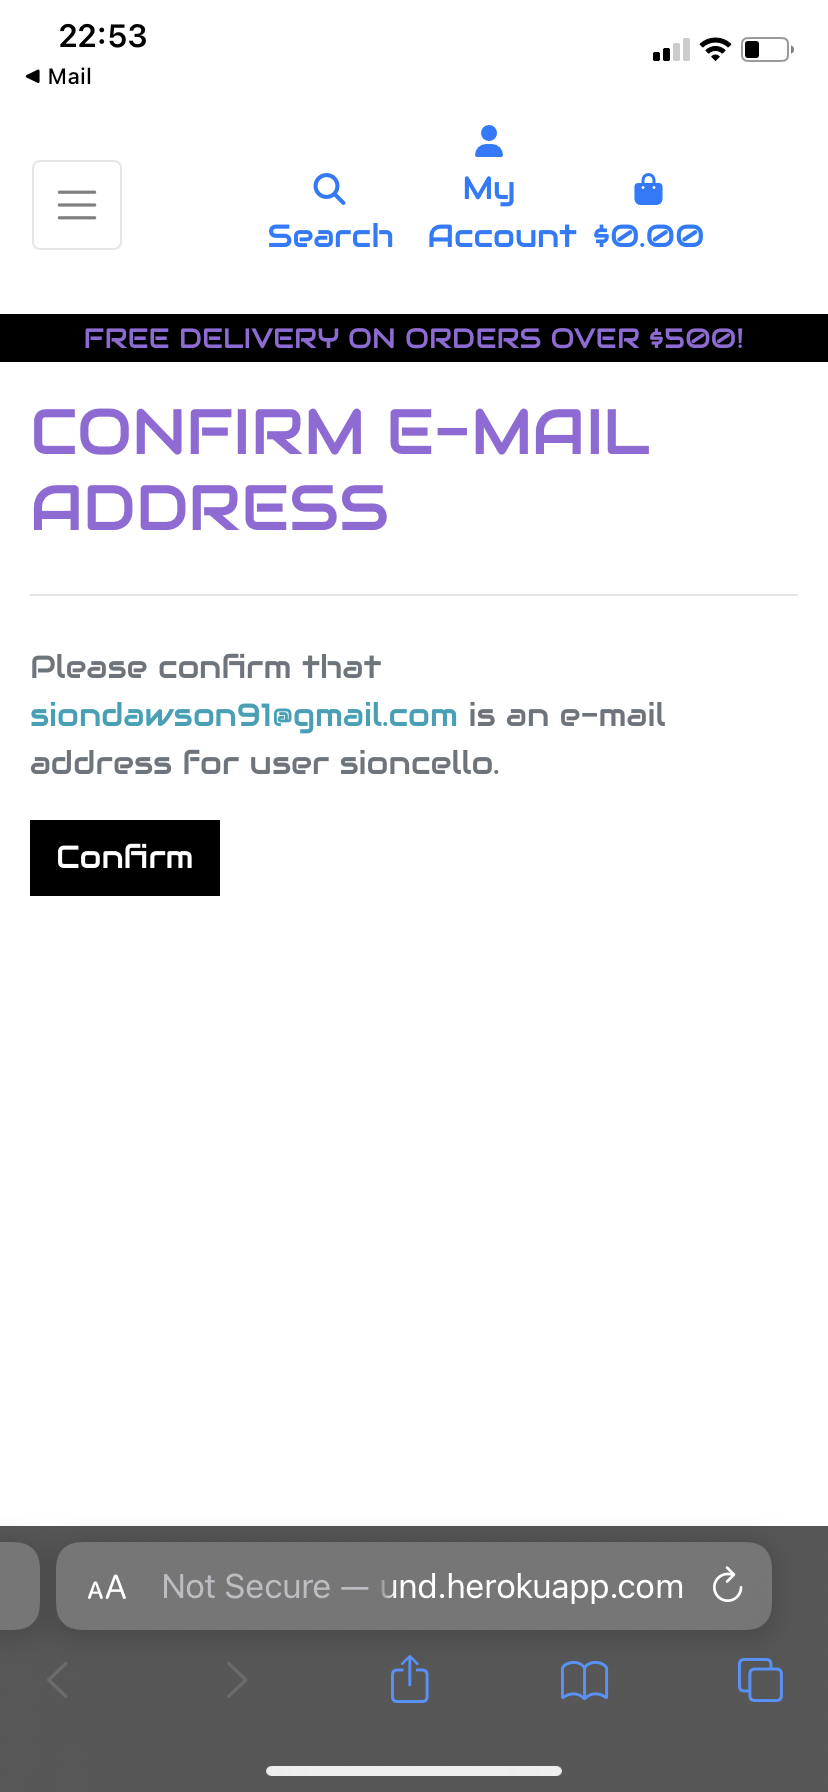 22:53
◀ Mail
Search
My
Account
$0.00
FREE DELIVERY ON ORDERS OVER $500!
CONFIRM E-MAIL
ADDRESS
Please confirm that
siondawson91@gmail.com is an e-mail
address for user sioncello.
Confirm
AA Not Secure — und.herokuapp.com